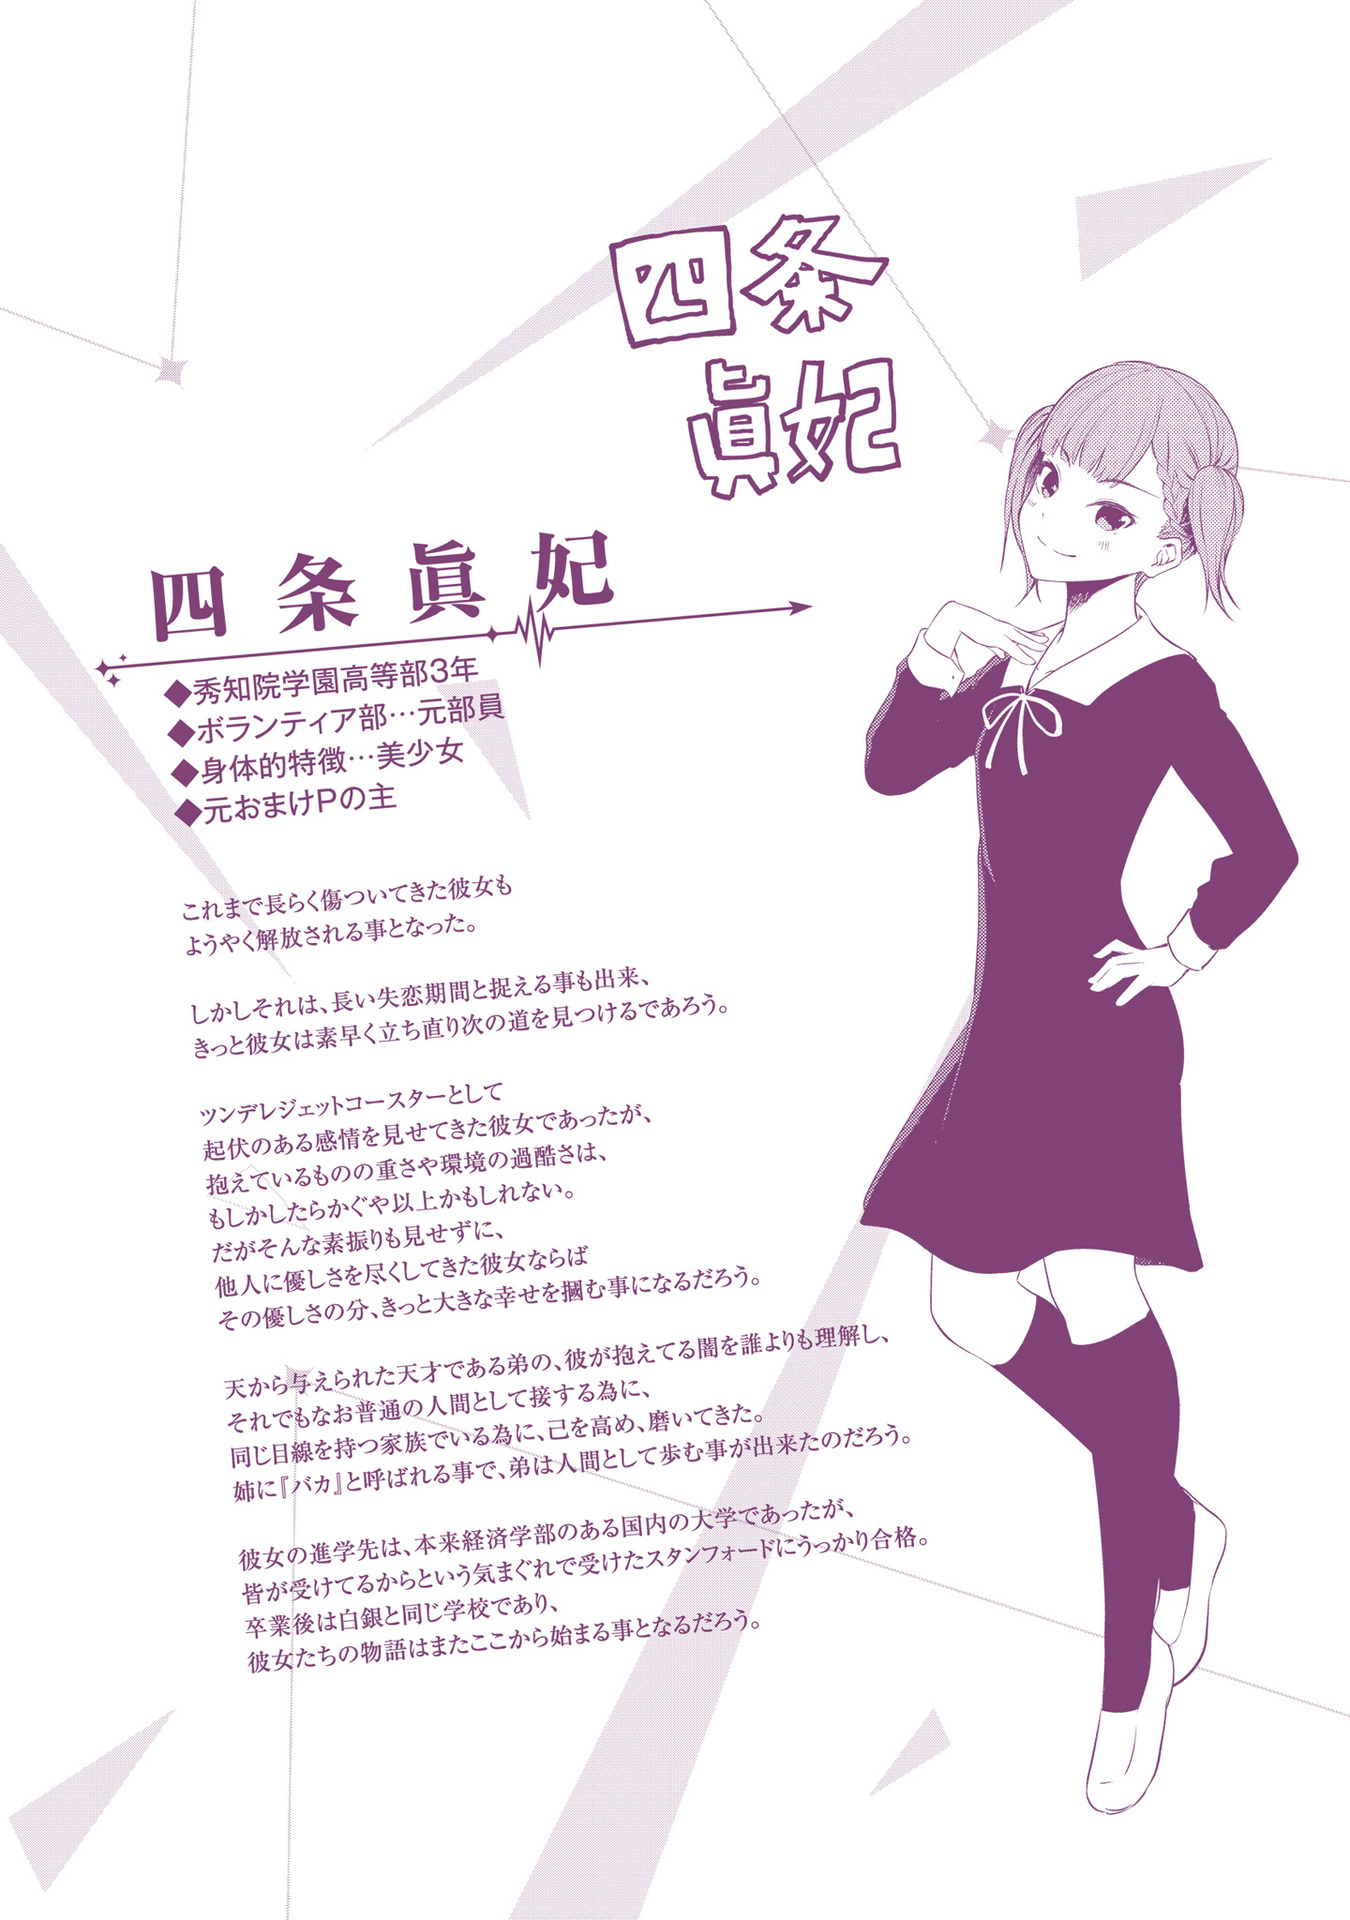 四条
眞妃
四条眞妃
◆秀知院学園高等部3年
◆ボランティア部…元部員
◆身体的特徴…美少女
◆元おまけPの主
これまで長らく傷ついてきた彼女も
ようやく解放される事となった。
しかしそれは、長い失恋期間と捉える事も出来、
きっと彼女は素早く立ち直り次の道を見つけるであろう。
ツンデレジェットコースターとして
起伏のある感情を見せてきた彼女であったが、
抱えているものの重さや環境の過酷さは、
もしかしたらかぐや以上かもしれない。
だがそんな素振りも見せずに、
他人に優しさを尽くしてきた彼女ならば
その優しさの分、きっと大きな幸せを摑む事になるだろう。
天から与えられた天才である弟の、彼が抱えてる闇を誰よりも理解し、
それでもなお普通の人間として接する為に、
同じ目線を持つ家族でいる為に、己を高め、磨いてきた。
姉に『バカ』と呼ばれる事で、弟は人間として歩む事が出来たのだろう。
彼女の進学先は、本来経済学部のある国内の大学であったが、
皆が受けてるからという気まぐれで受けたスタンフォードにうっかり合格。
卒業後は白銀と同じ学校であり、
彼女たちの物語はまたここから始まる事となるだろう。